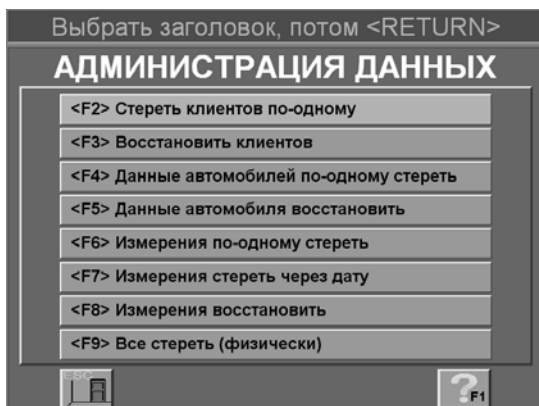 Выбрать заголовок, потом <RETURN>
АДМИНИСТРАЦИЯ ДАННЫХ
<F2> Стереть клиентов по-одному
<F3> Восстановить клиентов
<F4> Данные автомобилей по-одному стереть
<F5> Данные автомобиля восстановить
<F6> Измерения по-одному стереть
<F7> Измерения стереть через дату
<F8> Измерения восстановить
<F9> Все стереть (физически)
ESC
? F1